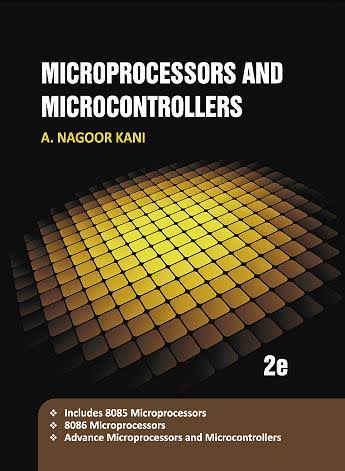 MICROPROCESSORS AND
MICROCONTROLLERS
A. NAGOOR KANI
2e
❖ Includes 8085 Microprocessors
❖ 8086 Microprocessors
❖ Advance Microprocessors and Microcontrollers